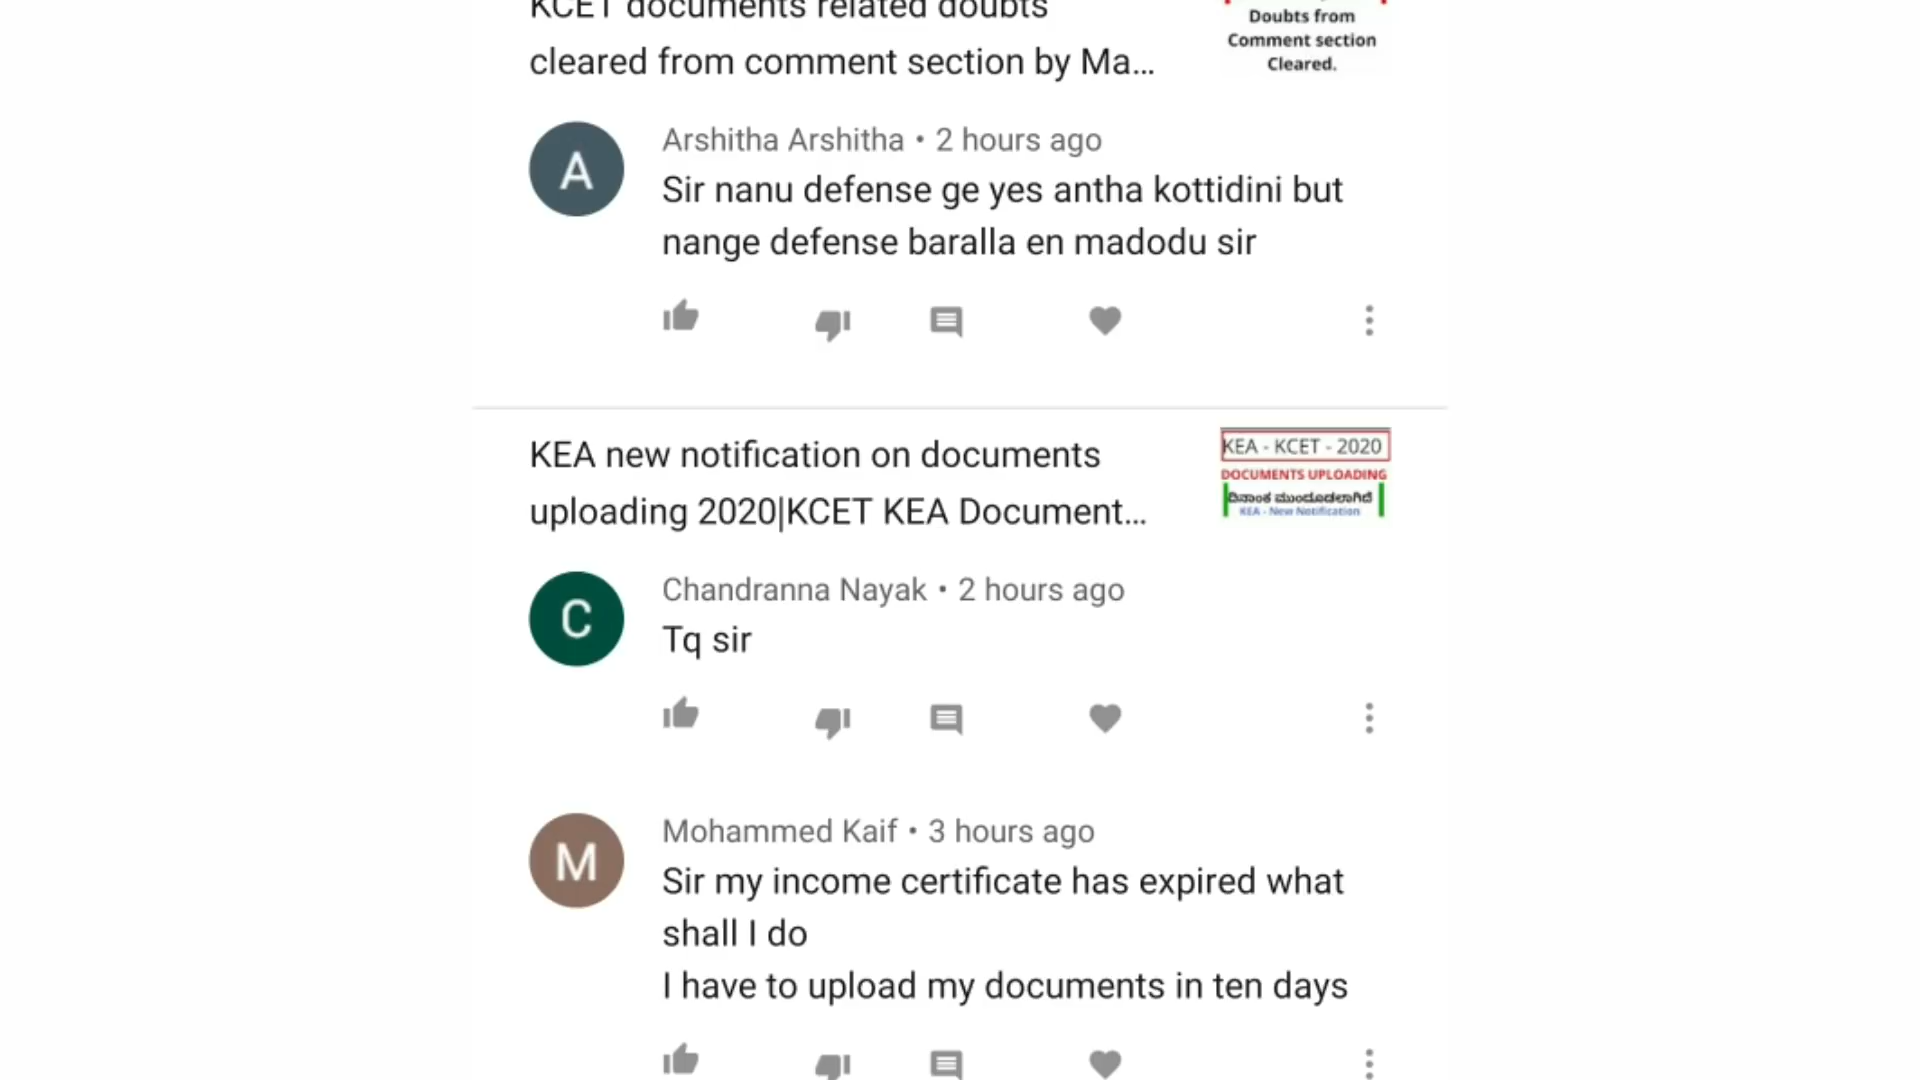 KCET documents related doubts
cleared from comment section by Ma...
Doubts from
Comment section
Cleared.
A
Arshitha Arshitha • 2 hours ago
Sir nanu defense ge yes antha kottidini but
nange defense baralla en madodu sir
KEA new notification on documents
uploading 2020|KCET KEA Document...
KEA - KCET - 2020
DOCUMENTS UPLOADING
ದಿನಾಂಕ ಮುಂದೂಡಲಾಗಿದೆ
KEA - New Notification
C
Chandranna Nayak • 2 hours ago
Tq sir
M
Mohammed Kaif • 3 hours ago
Sir my income certificate has expired what
shall I do
I have to upload my documents in ten days